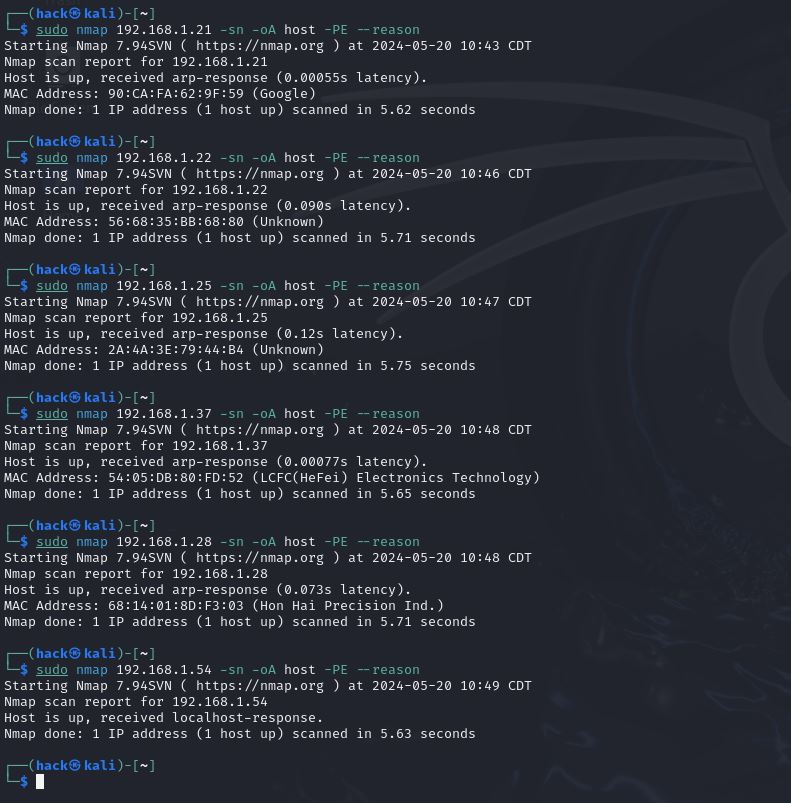 ┌──(hack㉿kali)-[~]
└─$ sudo nmap 192.168.1.21 -sn -oA host -PE --reason
Starting Nmap 7.94SVN ( https://nmap.org ) at 2024-05-20 10:43 CDT
Nmap scan report for 192.168.1.21
Host is up, received arp-response (0.00055s latency).
MAC Address: 90:CA:FA:62:9F:59 (Google)
Nmap done: 1 IP address (1 host up) scanned in 5.62 seconds
┌──(hack㉿kali)-[~]
└─$ sudo nmap 192.168.1.22 -sn -oA host -PE --reason
Starting Nmap 7.94SVN ( https://nmap.org ) at 2024-05-20 10:46 CDT
Nmap scan report for 192.168.1.22
Host is up, received arp-response (0.090s latency).
MAC Address: 56:68:35:BB:68:80 (Unknown)
Nmap done: 1 IP address (1 host up) scanned in 5.71 seconds
┌──(hack㉿kali)-[~]
└─$ sudo nmap 192.168.1.25 -sn -oA host -PE --reason
Starting Nmap 7.94SVN ( https://nmap.org ) at 2024-05-20 10:47 CDT
Nmap scan report for 192.168.1.25
Host is up, received arp-response (0.12s latency).
MAC Address: 2A:4A:3E:79:44:B4 (Unknown)
Nmap done: 1 IP address (1 host up) scanned in 5.75 seconds
┌──(hack㉿kali)-[~]
└─$ sudo nmap 192.168.1.37 -sn -oA host -PE --reason
Starting Nmap 7.94SVN ( https://nmap.org ) at 2024-05-20 10:48 CDT
Nmap scan report for 192.168.1.37
Host is up, received arp-response (0.00077s latency).
MAC Address: 54:05:DB:80:FD:52 (LCFC(HeFei) Electronics Technology)
Nmap done: 1 IP address (1 host up) scanned in 5.65 seconds
┌──(hack㉿kali)-[~]
└─$ sudo nmap 192.168.1.28 -sn -oA host -PE --reason
Starting Nmap 7.94SVN ( https://nmap.org ) at 2024-05-20 10:48 CDT
Nmap scan report for 192.168.1.28
Host is up, received arp-response (0.073s latency).
MAC Address: 68:14:01:8D:F3:03 (Hon Hai Precision Ind.)
Nmap done: 1 IP address (1 host up) scanned in 5.71 seconds
┌──(hack㉿kali)-[~]
└─$ sudo nmap 192.168.1.54 -sn -oA host -PE --reason
Starting Nmap 7.94SVN ( https://nmap.org ) at 2024-05-20 10:49 CDT
Nmap scan report for 192.168.1.54
Host is up, received localhost-response.
Nmap done: 1 IP address (1 host up) scanned in 5.63 seconds
┌──(hack㉿kali)-[~]
└─$